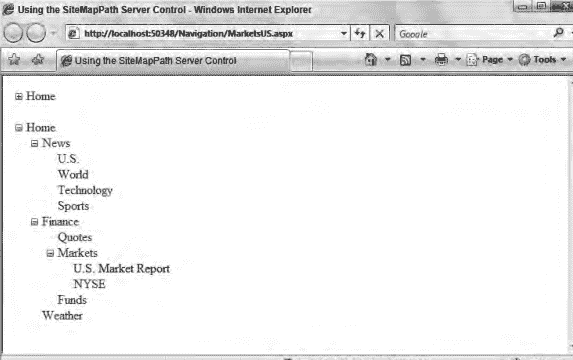 Using the SiteMapPath Server Control - Windows Internet Explorer
http://localhost:50348/Navigation/MarketsUS.aspx
Google
Using the SiteMapPath Server Control
Page
Tools
Home
Home
News
U.S.
World
Technology
Sports
Finance
Quotes
Markets
U.S. Market Report
NYSE
Funds
Weather